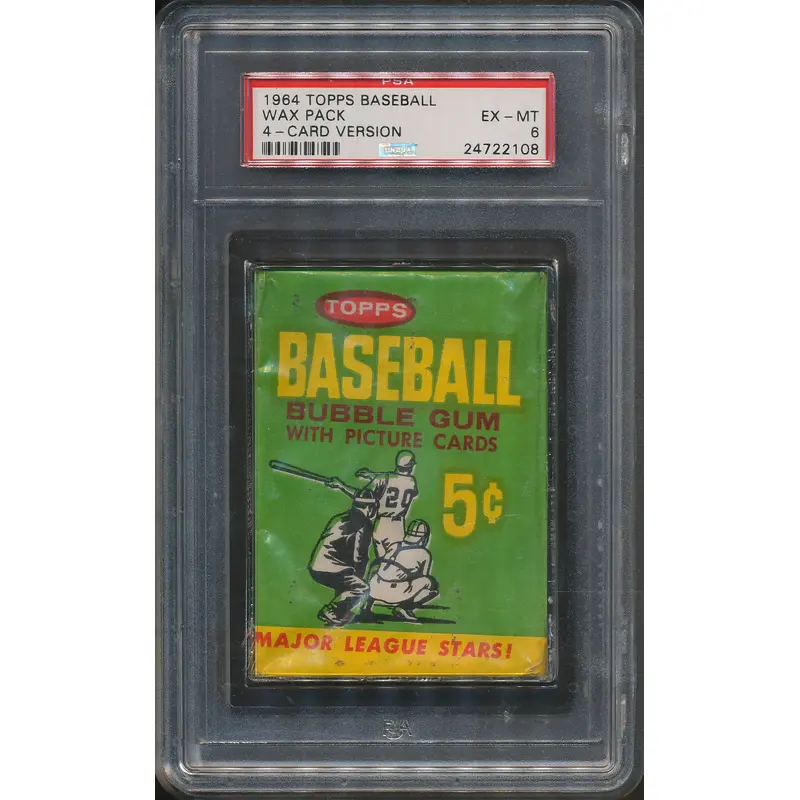 PSA
1964 TOPPS BASEBALL
WAX PACK EX-MT
4-CARD VERSION 6
24722108
TOPPS
BASEBALL
BUBBLE GUM
WITH PICTURE CARDS
20
5¢
MAJOR LEAGUE STARS!
PSA